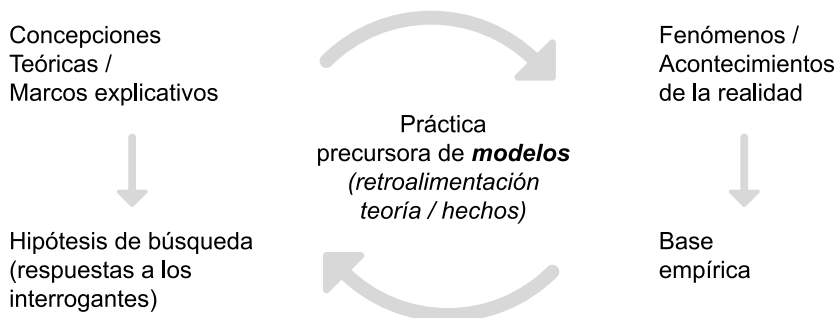 Concepciones
Teóricas /
Marcos explicativos
Fenómenos /
Acontecimientos
de la realidad
Práctica
precursora de modelos
(retroalimentación
teoría / hechos)
Hipótesis de búsqueda
(respuestas a los
interrogantes)
Base
empírica